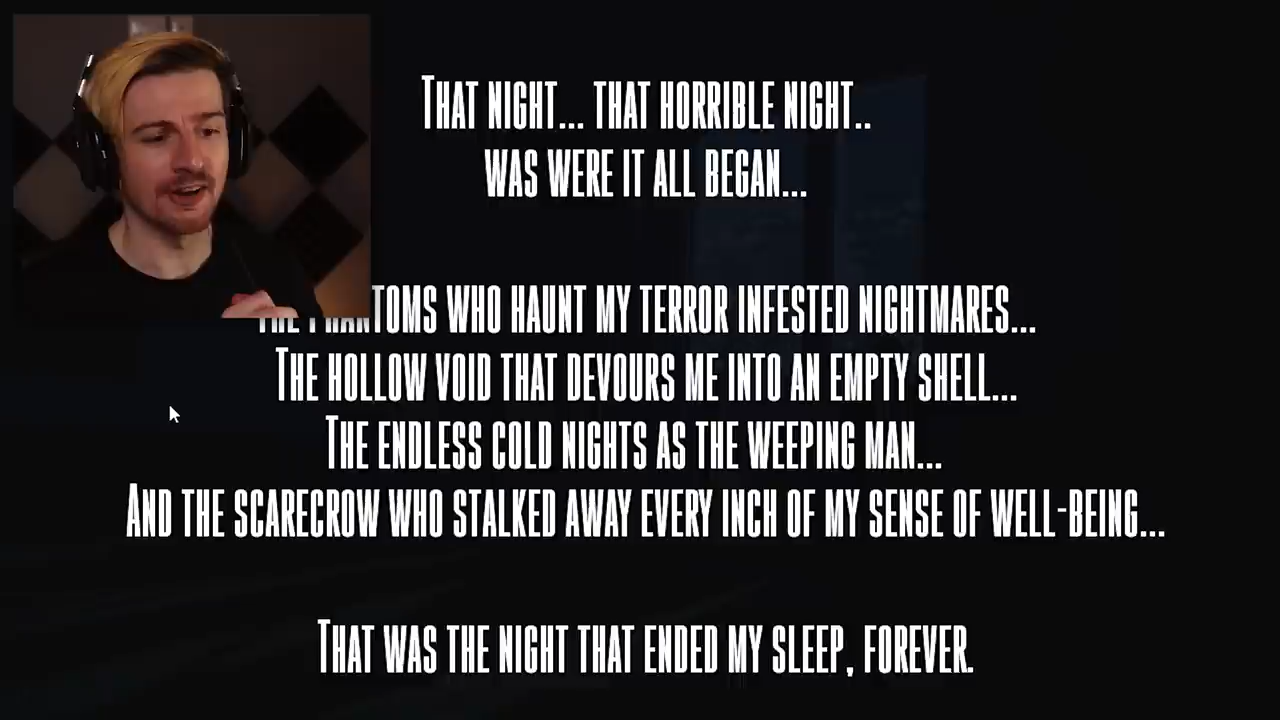 That night... that horrible night..
was were it all began...
The phantoms who haunt my terror infested nightmares...
The hollow void that devours me into an empty shell...
The endless cold nights as the weeping man...
And the scarecrow who stalked away every inch of my sense of well-being...
That was the night that ended my sleep, forever.